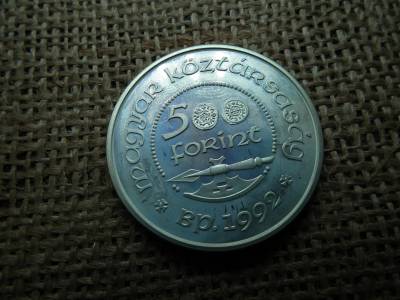 magyar köztársaság
500
forint
BP. 1992